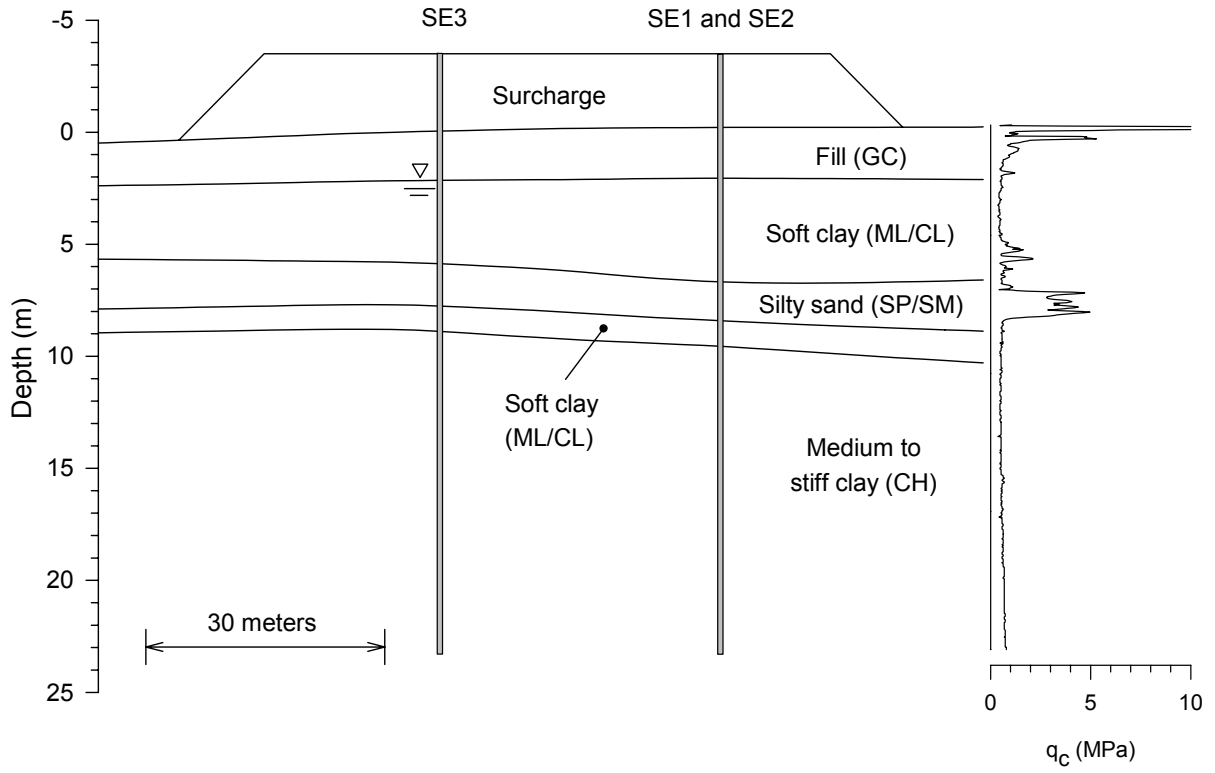 SE3
SE1 and SE2
-5
0
5
10
15
20
25
Depth (m)
Surcharge
Fill (GC)
Soft clay (ML/CL)
Silty sand (SP/SM)
Soft clay
(ML/CL)
Medium to
stiff clay (CH)
30 meters
0
5
10
qc (MPa)